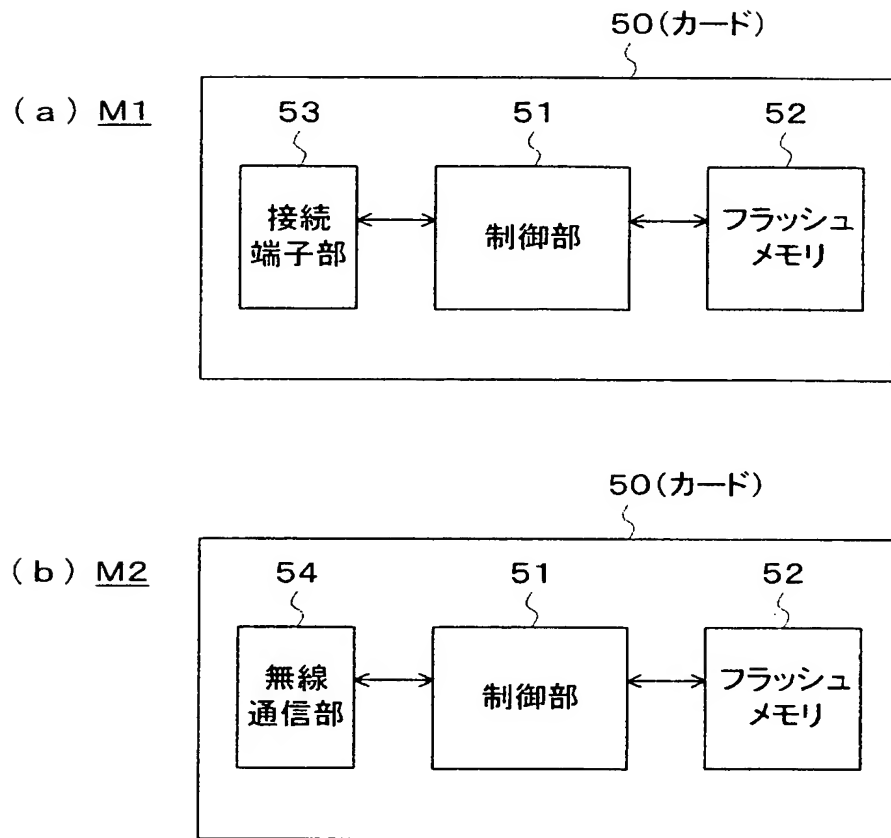 50(カード)
(a) M1
53
51
52
接続
端子部
制御部
フラッシュ
メモリ
50(カード)
(b) M2
54
51
52
無線
通信部
制御部
フラッシュ
メモリ